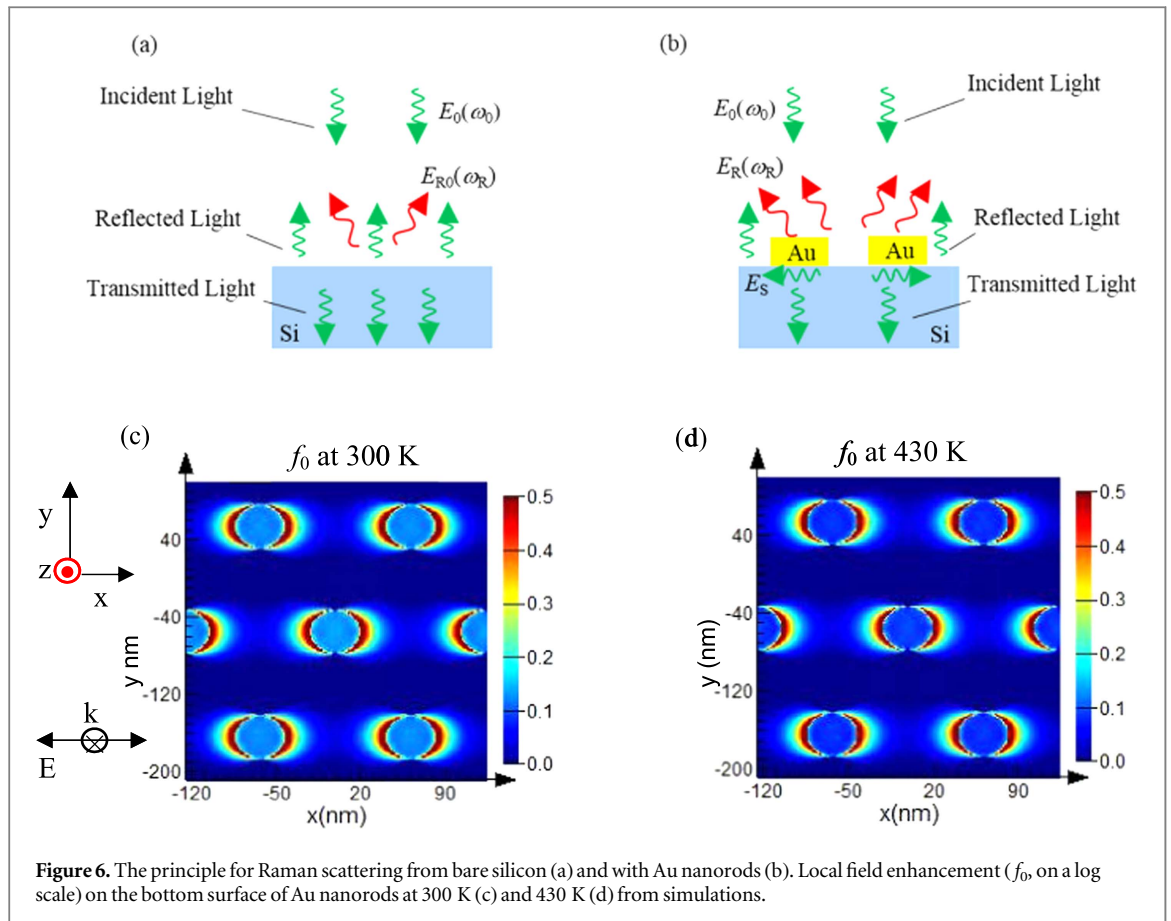 (a)
Incident Light
E0(ω0)
ER0(ωR)
Reflected Light
Transmitted Light
Si
(b)
E0(ω0)
Incident Light
ER(ωR)
Reflected Light
Au
Au
ES
Transmitted Light
Si
(c)
f0 at 300 K
y
z
x
k
E
40
-40
-120
-200
y nm
-120
-50
20
90
x(nm)
0.5
0.4
0.3
0.2
0.1
0.0
(d)
f0 at 430 K
40
-40
-120
-200
y (nm)
-120
-50
20
90
x(nm)
0.5
0.4
0.3
0.2
0.1
0.0
Figure 6. The principle for Raman scattering from bare silicon (a) and with Au nanorods (b). Local field enhancement (f0, on a log
scale) on the bottom surface of Au nanorods at 300 K (c) and 430 K (d) from simulations.